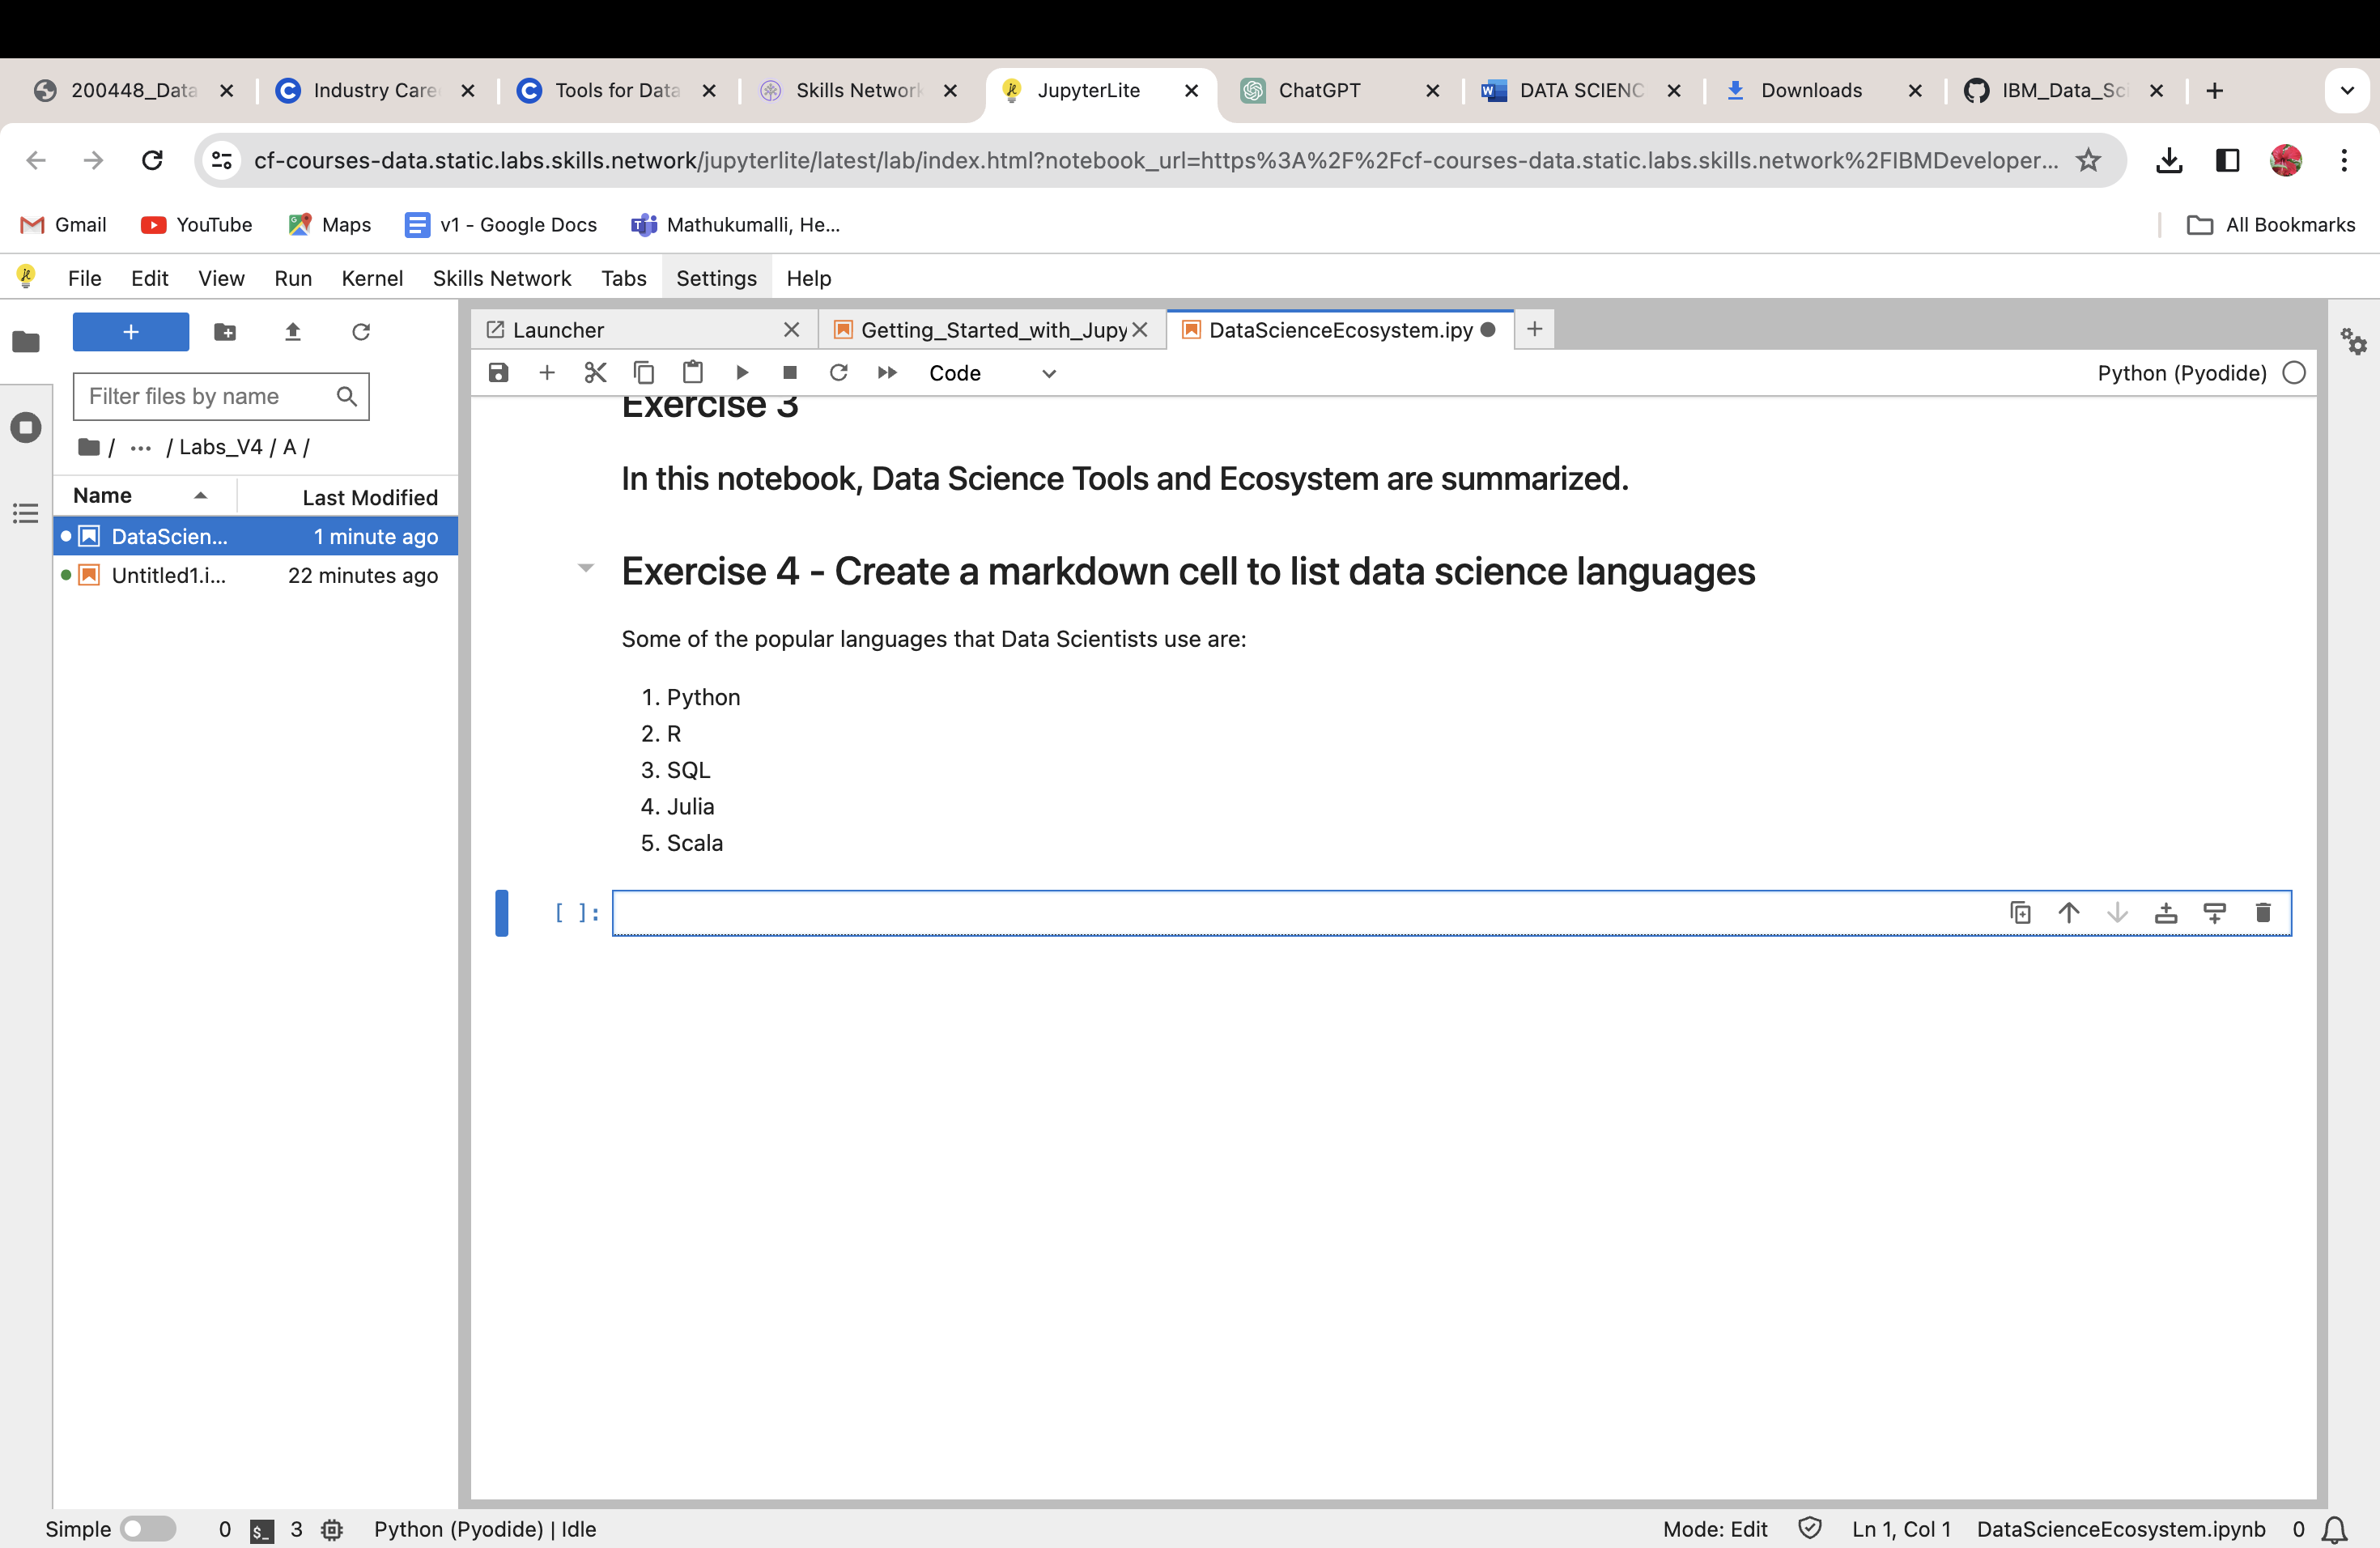 200448_Data
Industry Care
Tools for Data
Skills Network
JupyterLite
ChatGPT
DATA SCIENC
Downloads
IBM_Data_Sci
cf-courses-data.static.labs.skills.network/jupyterlite/latest/lab/index.html?notebook_url=https%3A%2F%2Fcf-courses-data.static.labs.skills.network%2FIBMDeveloper...
Gmail
YouTube
Maps
v1 - Google Docs
Mathukumalli, He...
All Bookmarks
File Edit View Run Kernel Skills Network Tabs Settings Help
Launcher
Getting_Started_with_Jupy
DataScienceEcosystem.ipy
Code
Python (Pyodide)
Filter files by name
/ ... / Labs_V4 / A /
Name Last Modified
DataScien... 1 minute ago
Untitled1.i... 22 minutes ago
Exercise 3
In this notebook, Data Science Tools and Ecosystem are summarized.
Exercise 4 - Create a markdown cell to list data science languages
Some of the popular languages that Data Scientists use are:
1. Python
2. R
3. SQL
4. Julia
5. Scala
[ ]:
Simple 0 $_ 3 Python (Pyodide) | Idle
Mode: Edit Ln 1, Col 1 DataScienceEcosystem.ipynb 0